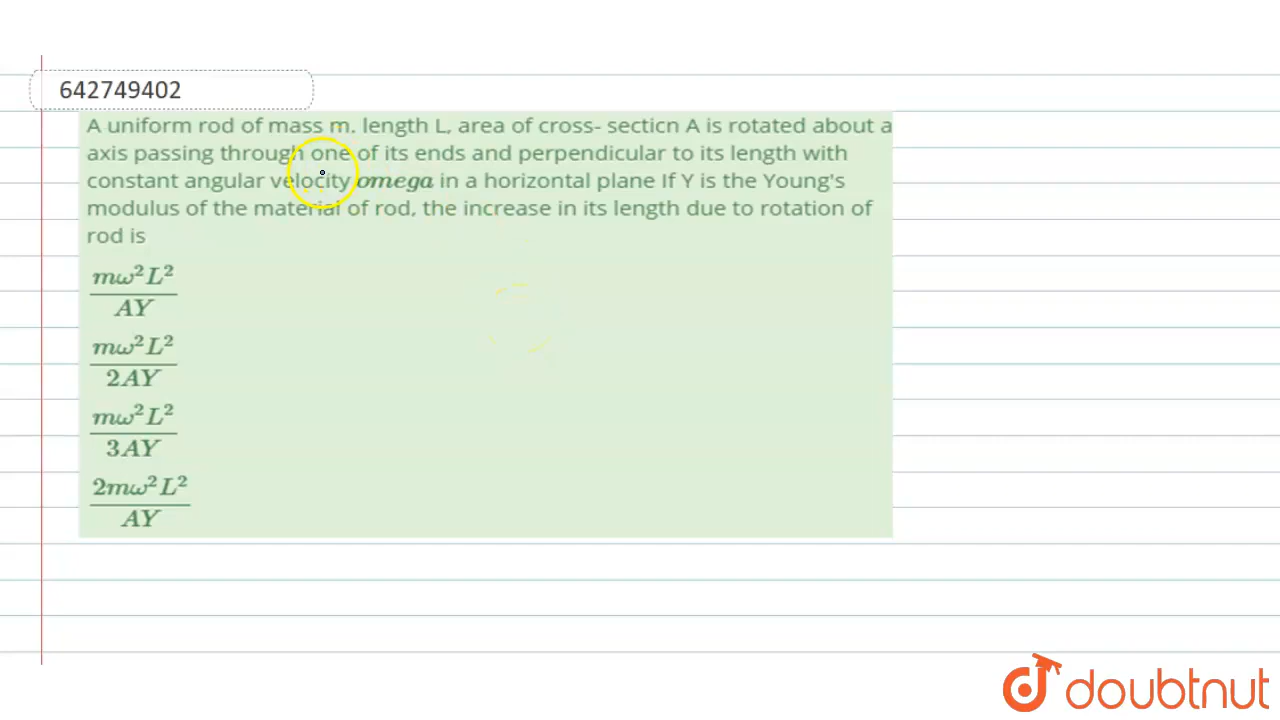 642749402
A uniform rod of mass m. length L, area of cross- secticn A is rotated about a
axis passing through one of its ends and perpendicular to its length with
constant angular velocity omega in a horizontal plane If Y is the Young's
modulus of the material of rod, the increase in its length due to rotation of
rod is
mω²L²
AY
mω²L²
2AY
mω²L²
3AY
2mω²L²
AY
doubtnut